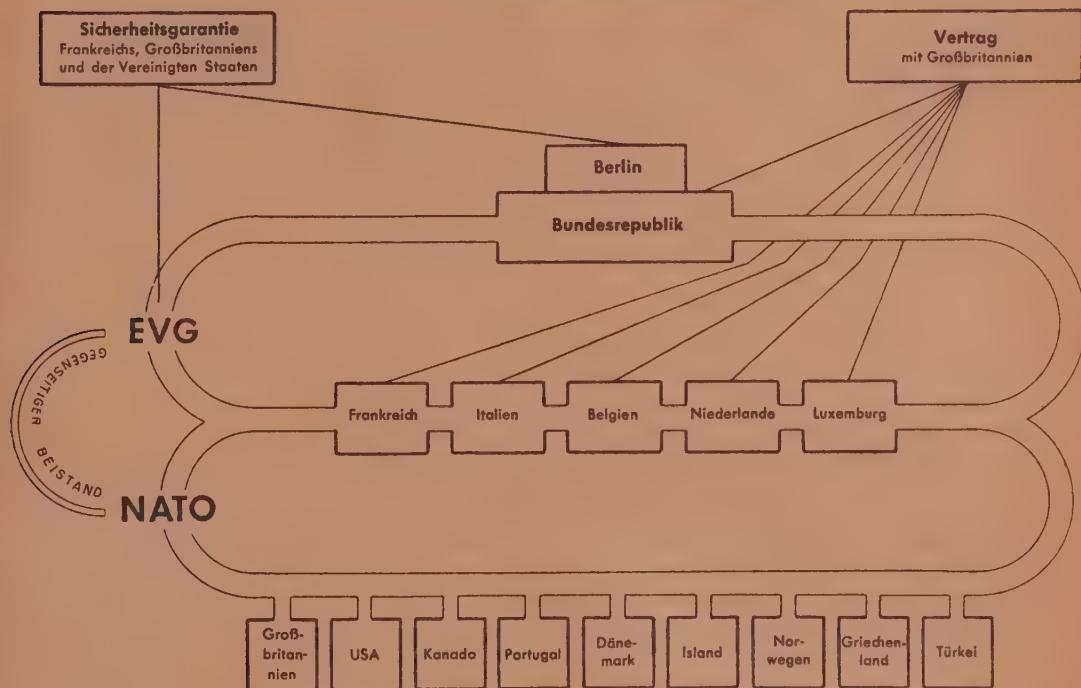 Sicherheitsgarantie
Frankreichs, Großbritanniens
und der Vereinigten Staaten
Vertrag
mit Großbritannien
Berlin
Bundesrepublik
EVG
GEGENSEITIGER
BEISTAND
NATO
Frankreich
Italien
Belgien
Niederlande
Luxemburg
Groß-
britan-
nien
USA
Kanado
Portugal
Däne-
mark
Island
Nor-
wegen
Griechen-
land
Türkei